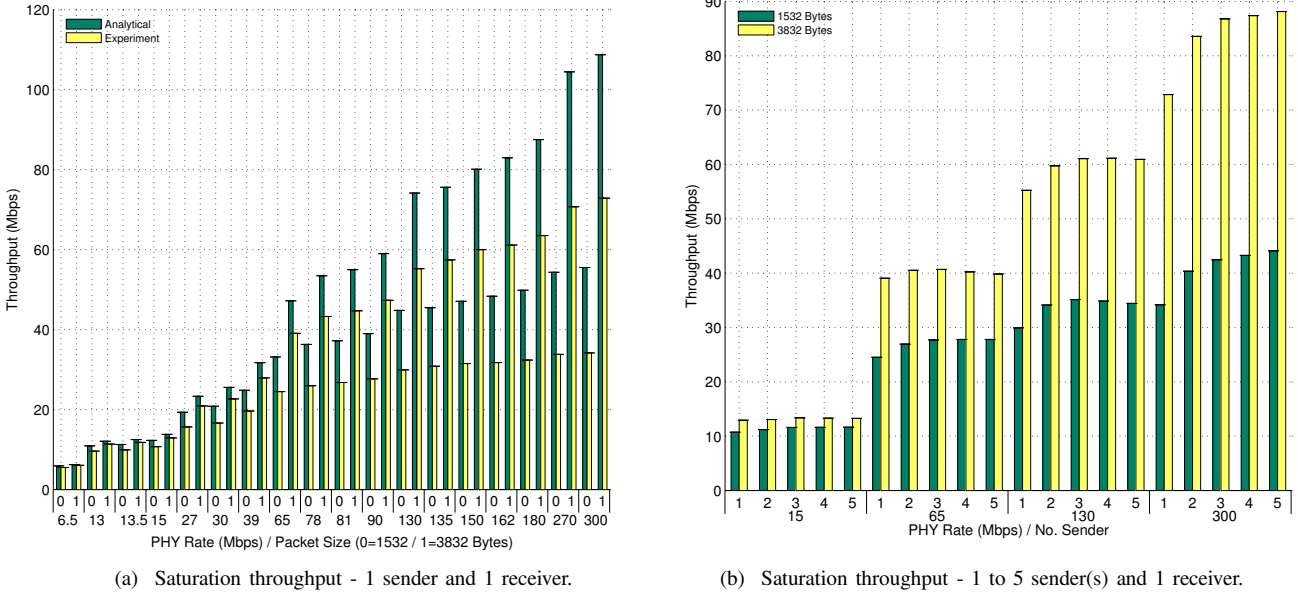 120
100
80
60
40
20
0
Throughput (Mbps)
Analytical
Experiment
0 1 0 1 0 1 0 1 0 1 0 1 0 1 0 1 0 1 0 1 0 1 0 1 0 1 0 1 0 1 0 1 0 1 0 1
6.5 13 13.5 15 27 30 39 65 78 81 90 130 135 150 162 180 270 300
PHY Rate (Mbps) / Packet Size (0=1532 / 1=3832 Bytes)
(a) Saturation throughput - 1 sender and 1 receiver.
90
80
70
60
50
40
30
20
10
0
Throughput (Mbps)
1532 Bytes
3832 Bytes
1 2 3 4 5 1 2 3 4 5 1 2 3 4 5 1 2 3 4 5
15 65 130 300
PHY Rate (Mbps) / No. Sender
(b) Saturation throughput - 1 to 5 sender(s) and 1 receiver.